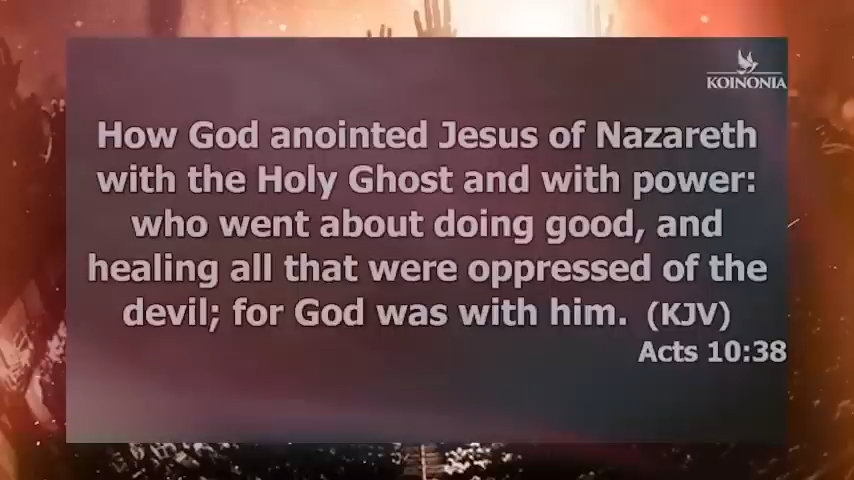 KOINONIA
How God anointed Jesus of Nazareth
with the Holy Ghost and with power:
who went about doing good, and
healing all that were oppressed of the
devil; for God was with him. (KJV)
Acts 10:38